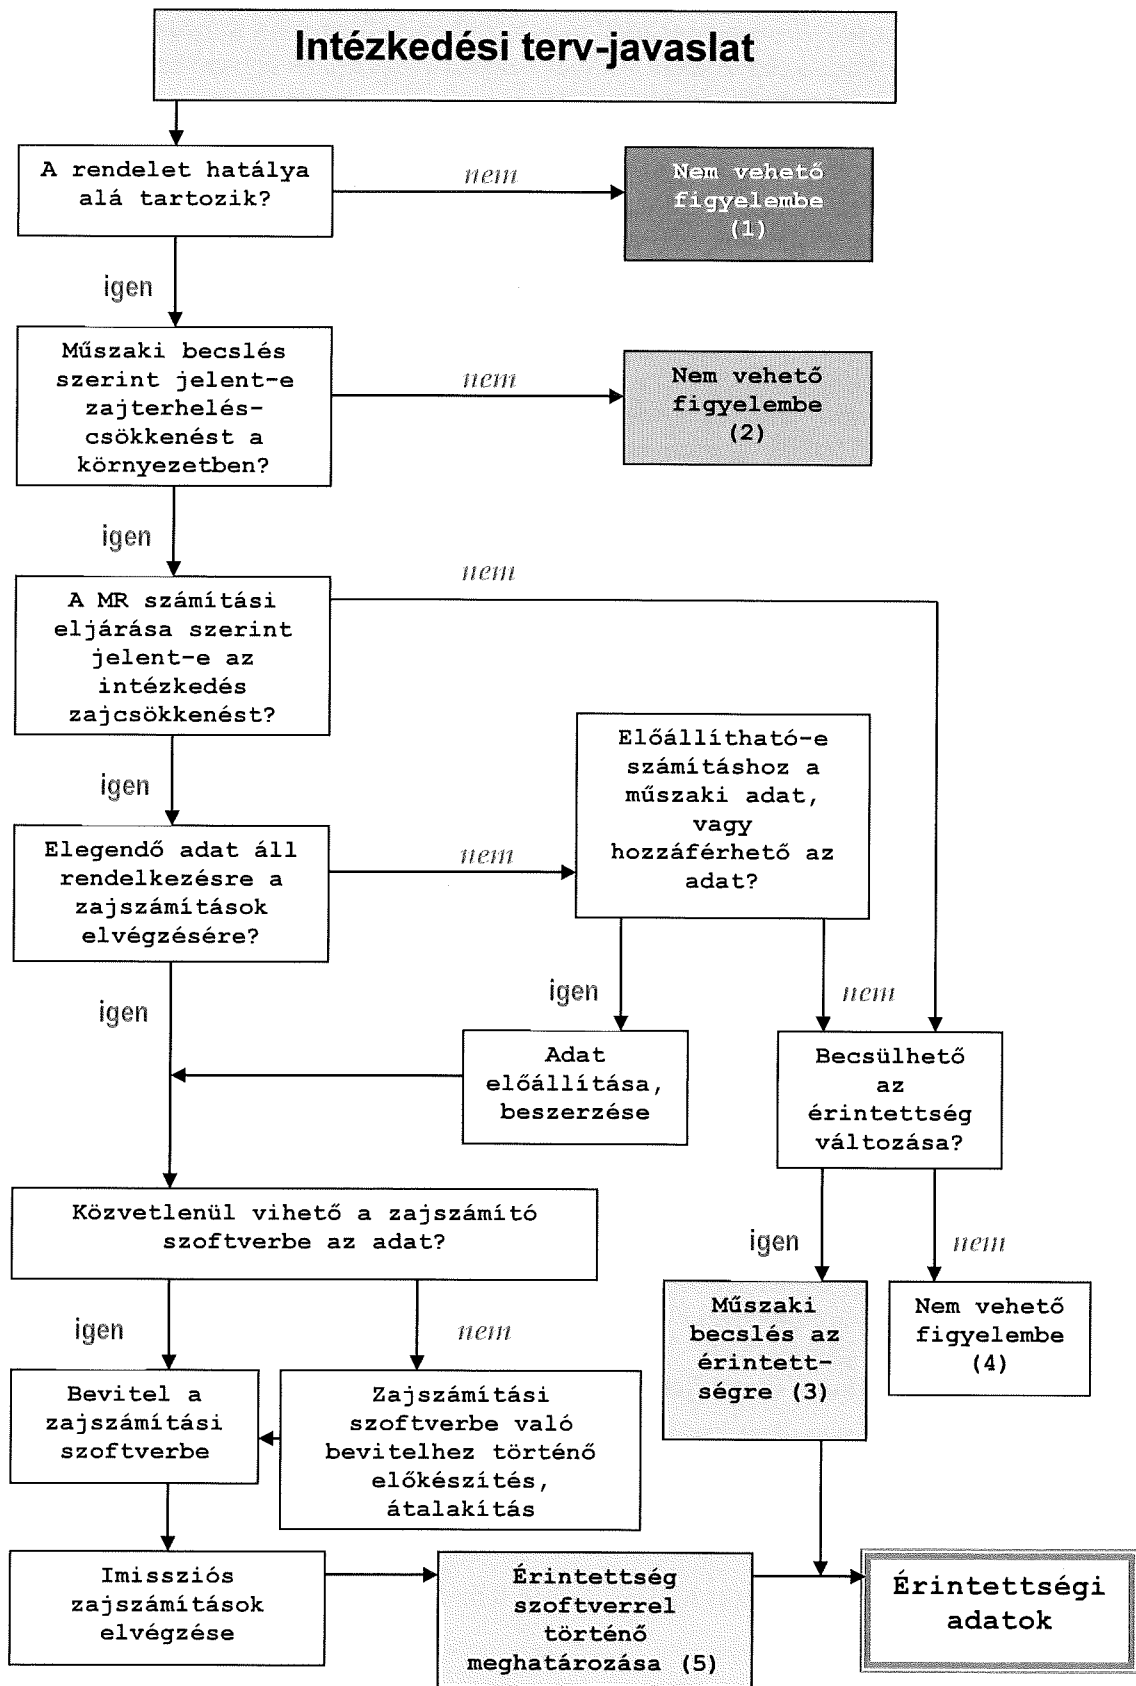 Intézkedési terv-javaslat
A rendelet hatálya
alá tartozik?
nem
Nem vehető
figyelembe
(1)
igen
Műszaki becslés
szerint jelent-e
zajterhelés-
csökkenést a
környezetben?
nem
Nem vehető
figyelembe
(2)
igen
nem
A MR számítási
eljárása szerint
jelent-e az
intézkedés
zajcsökkenést?
igen
Előállítható-e
számításhoz a
műszaki adat,
vagy
hozzáférhető az
adat?
Elegendő adat áll
rendelkezésre a
zajszámítások
elvégzésére?
nem
igen
igen
nem
Adat
előállítása,
beszerzése
Becsülhető
az
érintettség
változása?
Közvetlenül vihető a zajszámító
szoftverbe az adat?
igen
nem
igen
nem
Műszaki
becslés az
érintett-
ségre (3)
Nem vehető
figyelembe
(4)
Bevitel a
zajszámítási
szoftverbe
Zajszámítási
szoftverbe való
bevitelhez történő
előkészítés,
átalakítás
Imissziós
zajszámítások
elvégzése
Érintettség
szoftverrel
történő
meghatározása (5)
Érintettségi
adatok